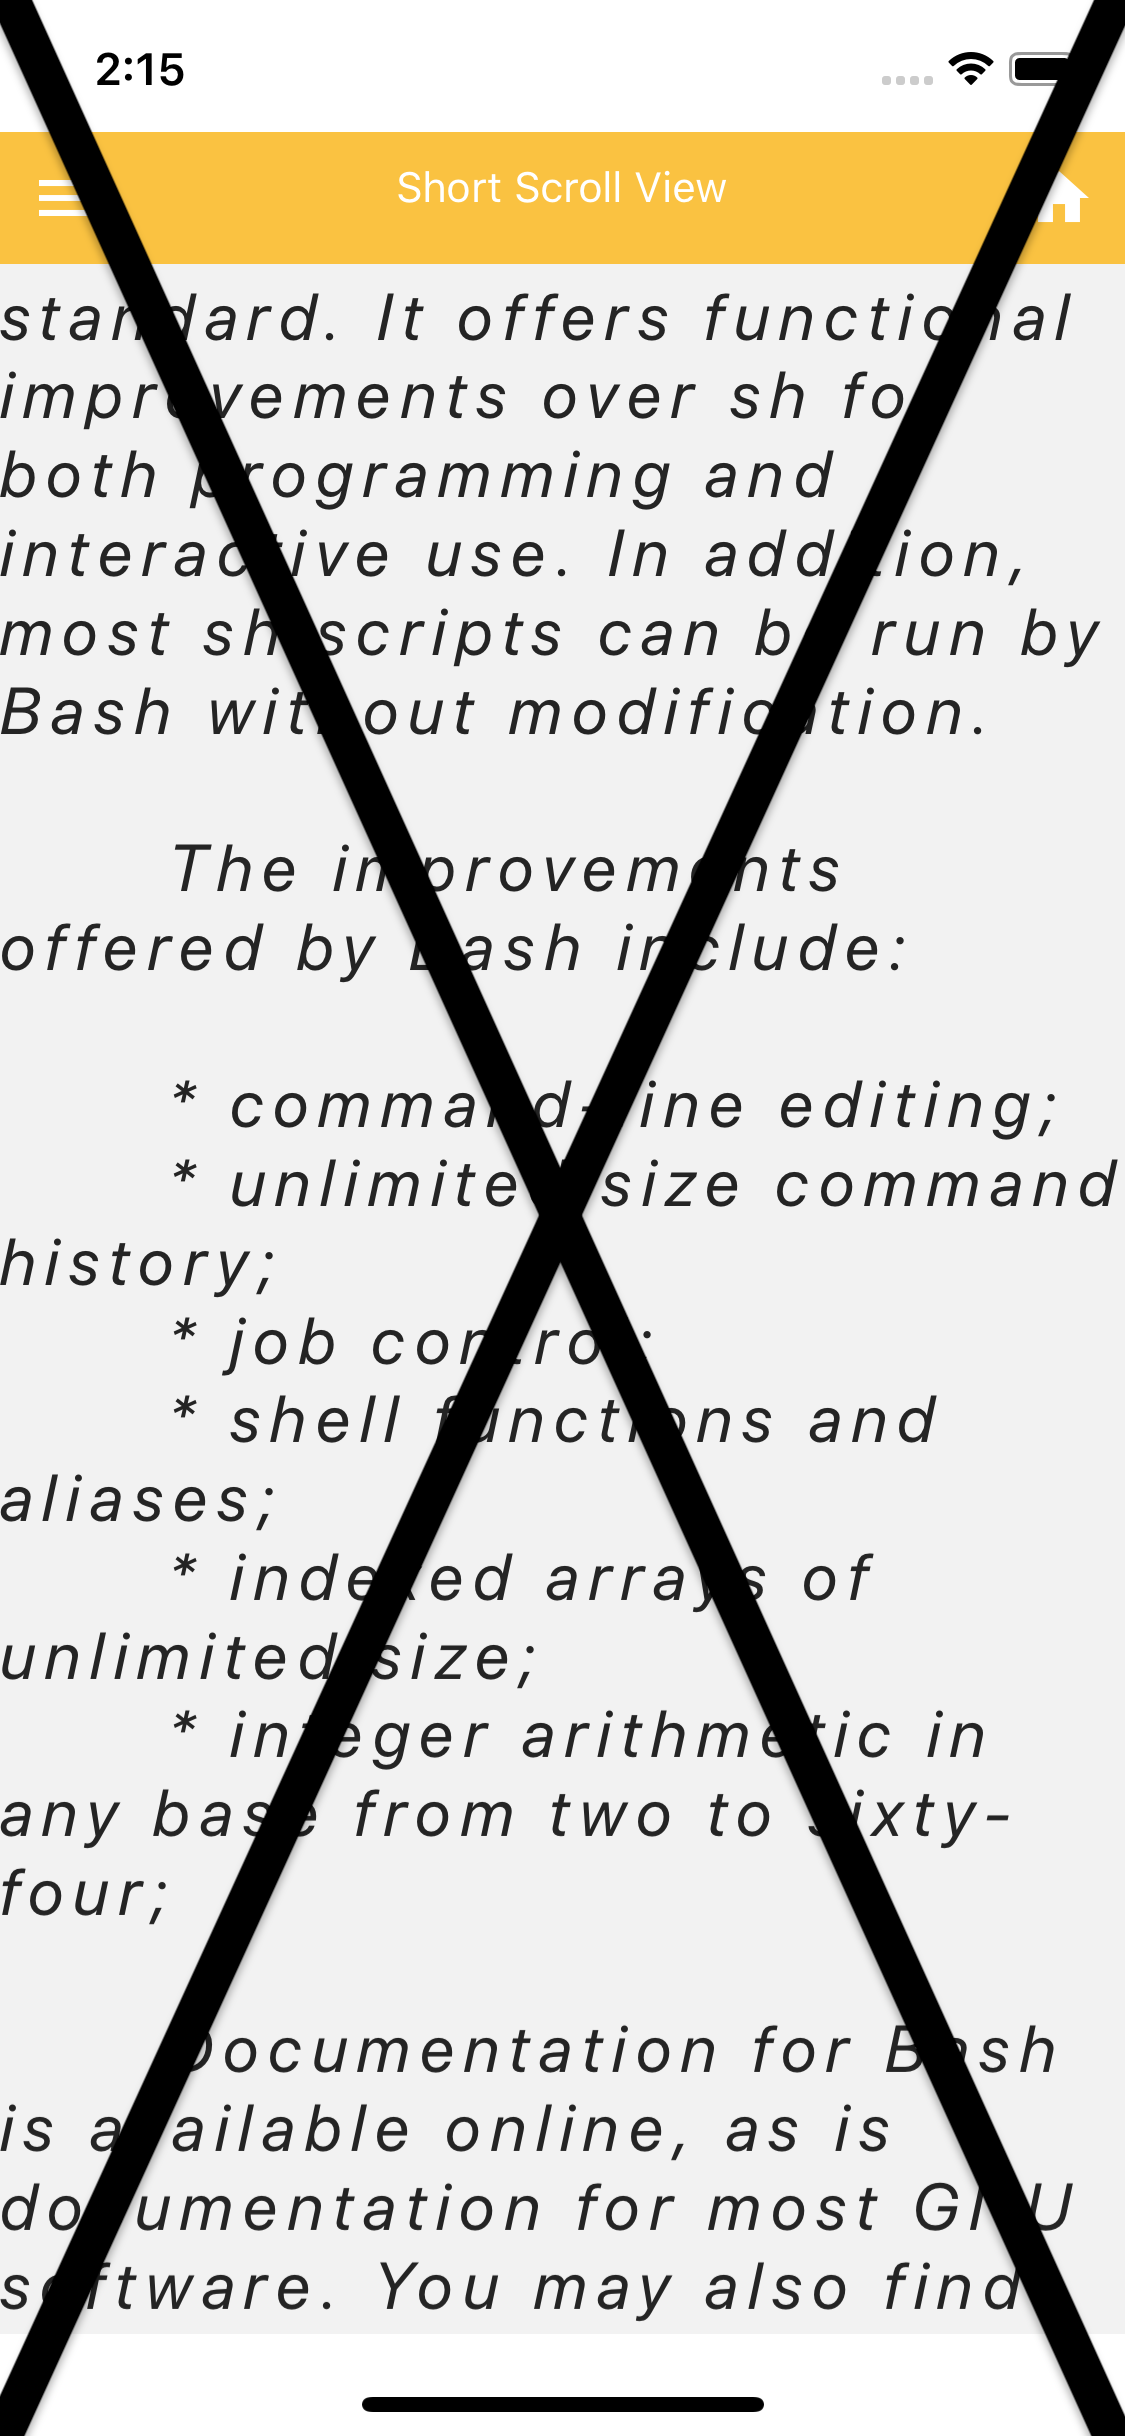 2:15
Short Scroll View
standard. It offers functional
improvements over sh for
both programming and
interactive use. In addition,
most sh scripts can be run by
Bash without modification.
The improvements
offered by Bash include:
* command-line editing;
* unlimited size command
history;
* job control;
* shell functions and
aliases;
* indexed arrays of
unlimited size;
* integer arithmetic in
any base from two to sixty-
four;
Documentation for Bash
is available online, as is
documentation for most GNU
software. You may also find